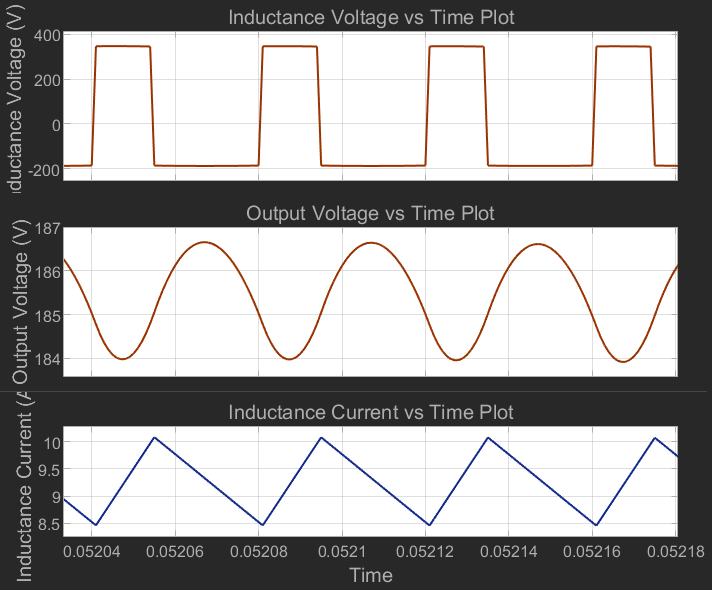 Inductance Voltage vs Time Plot
ductance Voltage (V)
400
200
0
-200
Output Voltage vs Time Plot
Output Voltage (V)
187
186
185
184
Inductance Current vs Time Plot
Inductance Current (A
10
9.5
9
8.5
0.05204 0.05206 0.05208 0.0521 0.05212 0.05214 0.05216 0.05218
Time